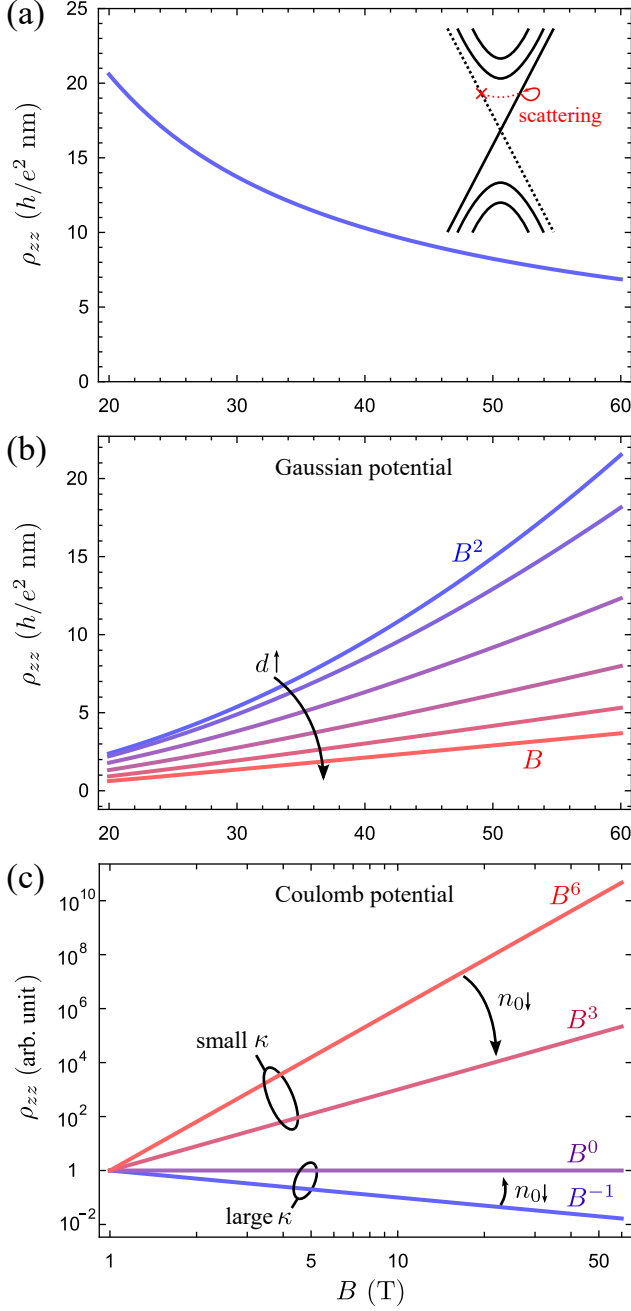 (a)
25
20
15
10
5
0
ρzz (h/e² nm)
scattering
20 30 40 50 60
(b)
Gaussian potential
20
15
10
5
0
ρzz (h/e² nm)
B²
d↑
B
20 30 40 50 60
(c)
Coulomb potential
10¹⁰
10⁸
10⁶
10⁴
10²
1
10⁻²
ρzz (arb. unit)
B⁶
n₀↓
B³
small κ
B⁰
n₀↓
B⁻¹
large κ
1 5 10 50
B (T)